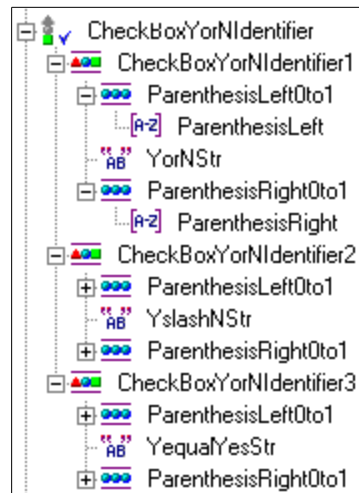 CheckBoxYorNIdentifier
CheckBoxYorNIdentifier1
ParenthesisLeft0to1
[A-Z] ParenthesisLeft
"AB" YorNStr
ParenthesisRight0to1
[A-Z] ParenthesisRight
CheckBoxYorNIdentifier2
ParenthesisLeft0to1
"AB" YslashNStr
ParenthesisRight0to1
CheckBoxYorNIdentifier3
ParenthesisLeft0to1
"AB" YequalYesStr
ParenthesisRight0to1